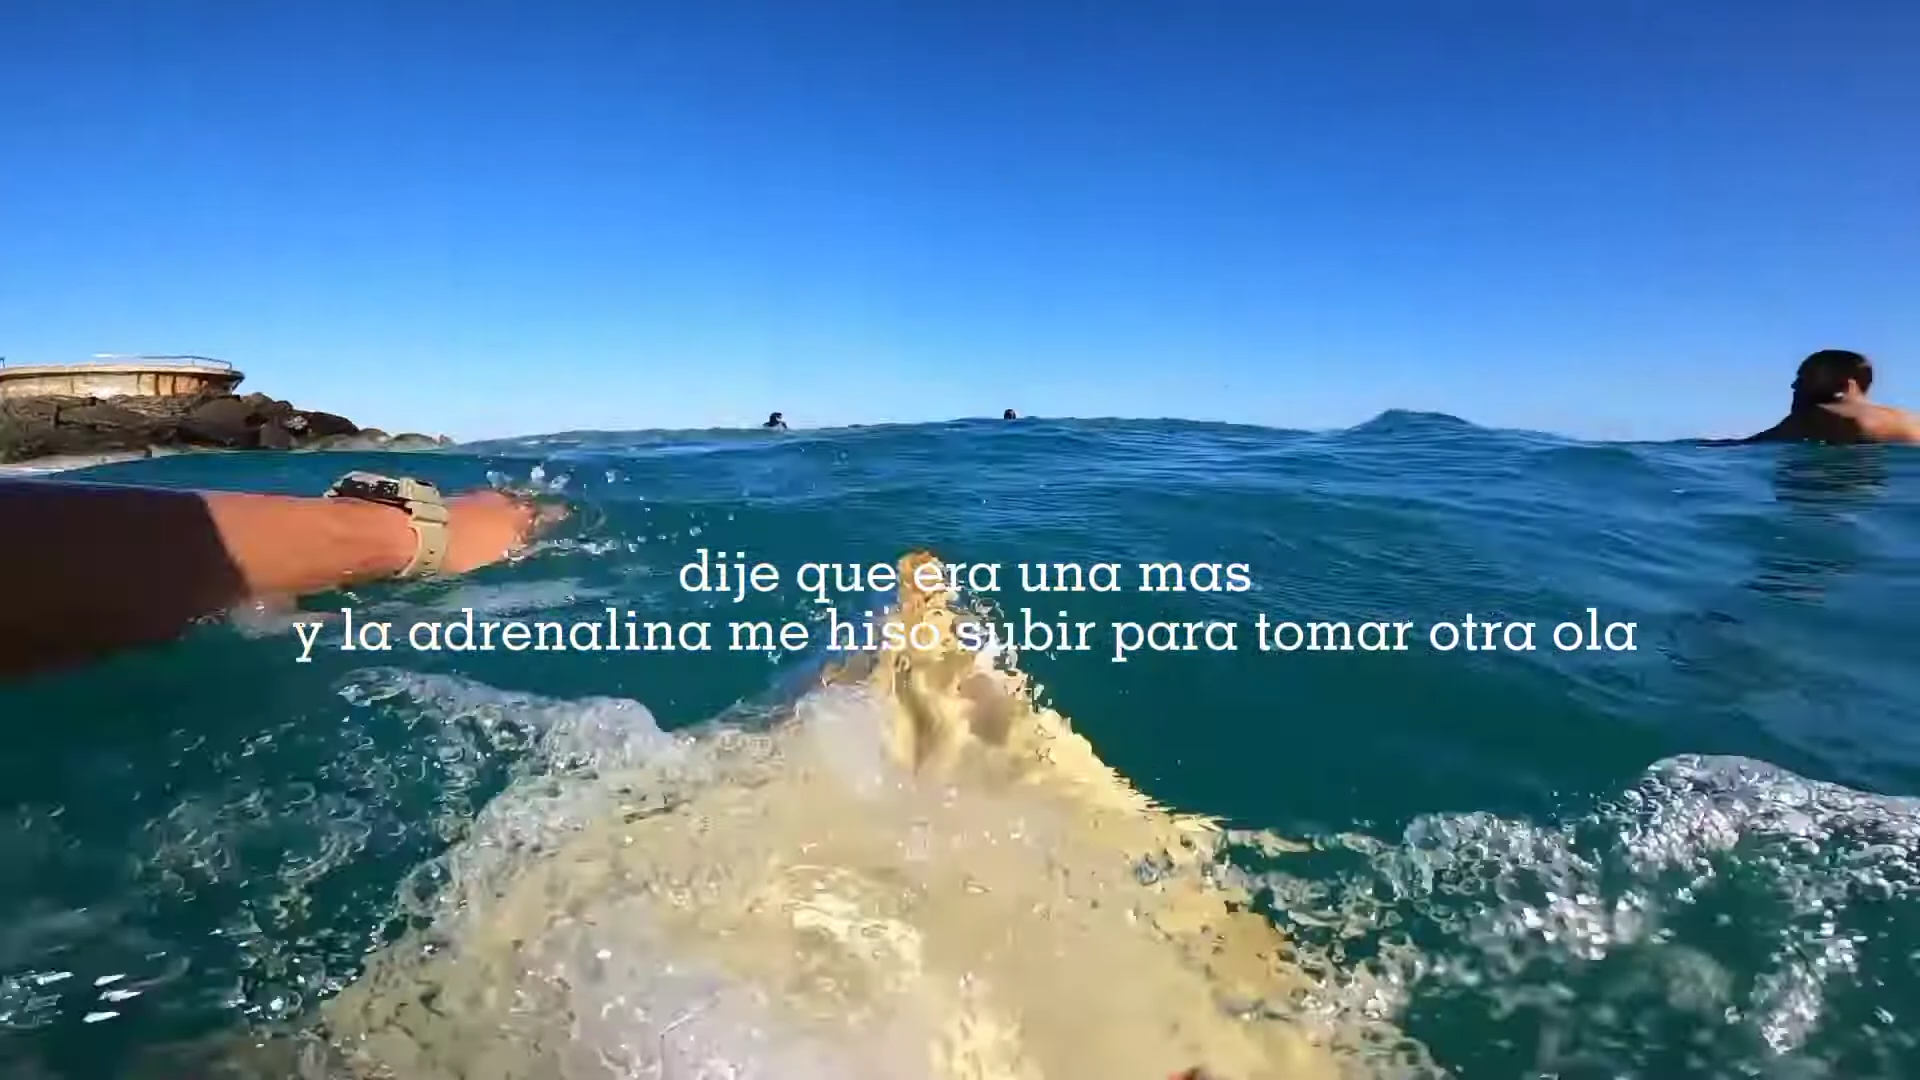 dije que era una mas
y la adrenalina me hiso subir para tomar otra ola